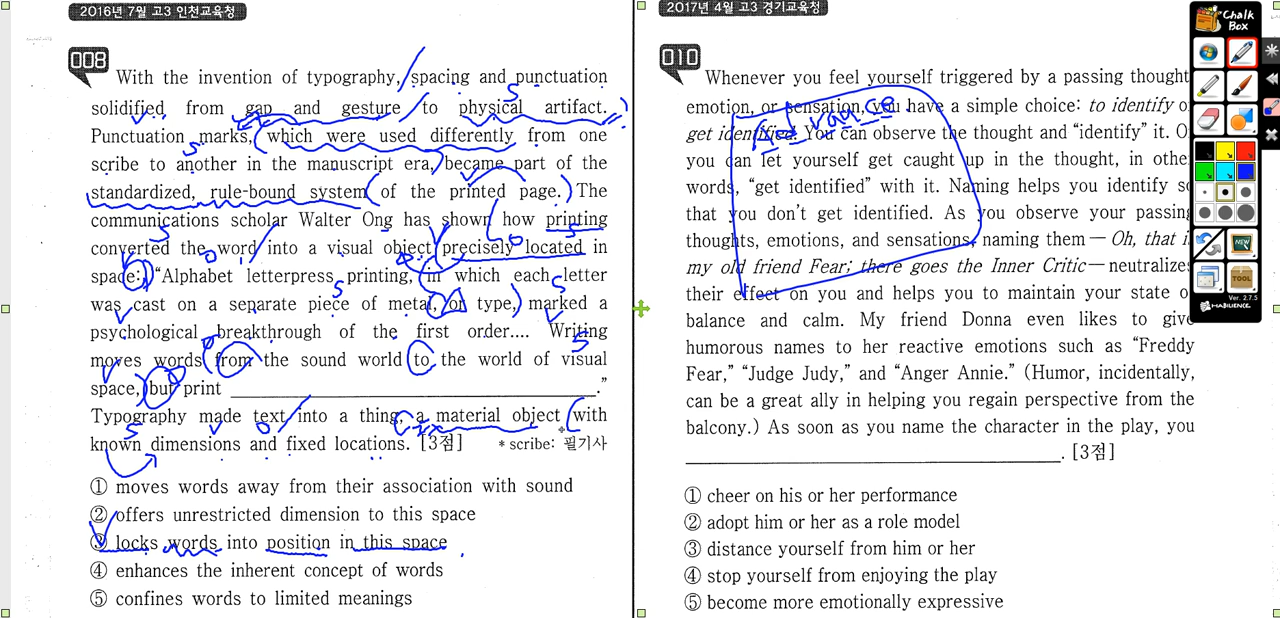 2016년 7월 고3 인천교육청
008
With the invention of typography, spacing and punctuation
solidified from gap and gesture to physical artifact.
Punctuation marks, which were used differently from one
scribe to another in the manuscript era, became part of the
standardized, rule-bound system of the printed page. The
communications scholar Walter Ong has shown how printing
converted the word into a visual object precisely located in
space: "Alphabet letterpress printing, in which each letter
was cast on a separate piece of metal, or type, marked a
psychological breakthrough of the first order.... Writing
moves words from the sound world to the world of visual
space, but print ______."
Typography made text into a thing, a material object with
known dimensions and fixed locations. [3점] * scribe: 필기사
① moves words away from their association with sound
② offers unrestricted dimension to this space
③ locks words into position in this space
④ enhances the inherent concept of words
⑤ confines words to limited meanings
2017년 4월 고3 경기교육청
010
Whenever you feel yourself triggered by a passing thought
emotion, or sensation, you have a simple choice: to identify o
get identified. You can observe the thought and "identify" it. O
you can let yourself get caught up in the thought, in othe
words, "get identified" with it. Naming helps you identify so
that you don't get identified. As you observe your passing
thoughts, emotions, and sensations, naming them — Oh, that i
my old friend Fear; there goes the Inner Critic — neutralizes
their effect on you and helps you to maintain your state o
balance and calm. My friend Donna even likes to give
humorous names to her reactive emotions such as "Freddy
Fear," "Judge Judy," and "Anger Annie." (Humor, incidentally,
can be a great ally in helping you regain perspective from the
balcony.) As soon as you name the character in the play, you
______. [3점]
① cheer on his or her performance
② adopt him or her as a role model
③ distance yourself from him or her
④ stop yourself from enjoying the play
⑤ become more emotionally expressive
Chalk
Box
NEW
TOOL
Ver. 2.7.5
HABILIENCE